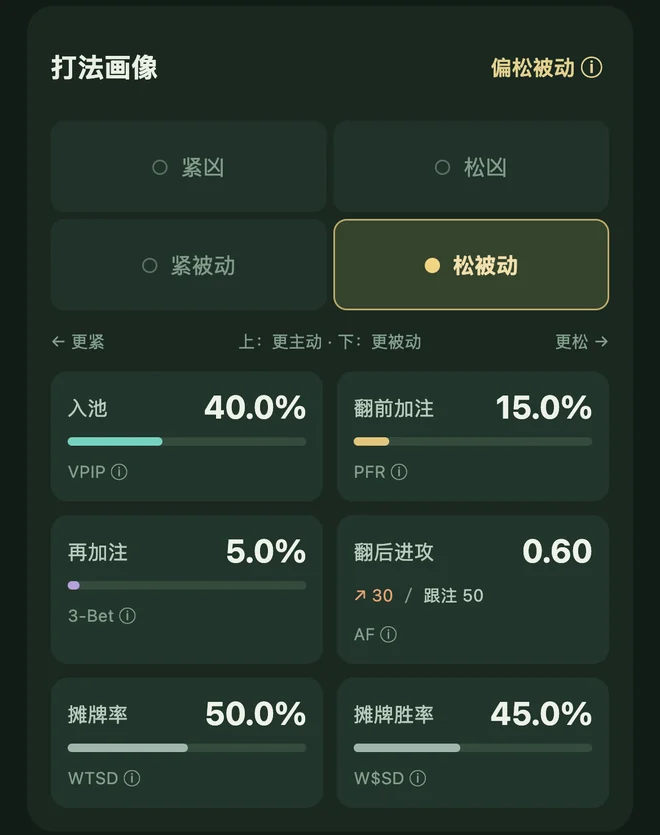 打法画像
偏松被动 ⓘ
紧凶
松凶
紧被动
松被动
← 更紧
上：更主动 · 下：更被动
更松 →
入池 40.0%
VPIP ⓘ
翻前加注 15.0%
PFR ⓘ
再加注 5.0%
3-Bet ⓘ
翻后进攻 0.60
↗ 30 / 跟注 50
AF ⓘ
摊牌率 50.0%
WTSD ⓘ
摊牌胜率 45.0%
W$SD ⓘ